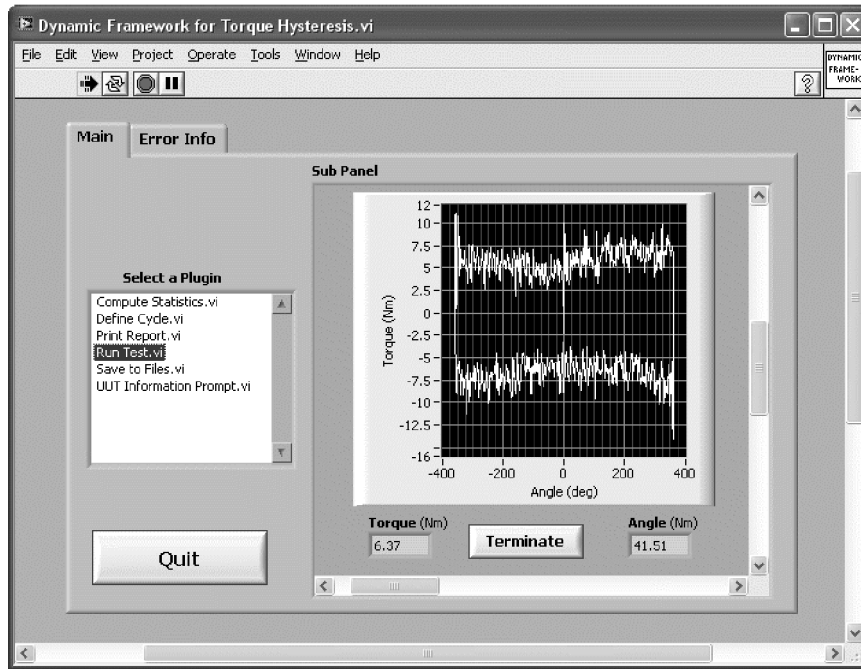 Dynamic Framework for Torque Hysteresis.vi
File Edit View Project Operate Tools Window Help
DYNAMIC
FRAME-
WORK
Main
Error Info
Sub Panel
Select a Plugin
Compute Statistics.vi
Define Cycle.vi
Print Report.vi
Run Test.vi
Save to Files.vi
UUT Information Prompt.vi
Quit
Torque (Nm)
12
10
7.5
5
2.5
0
-2.5
-5
-7.5
-10
-12.5
-16
-400 -200 0 200 400
Angle (deg)
Torque (Nm)
6.37
Terminate
Angle (Nm)
41.51